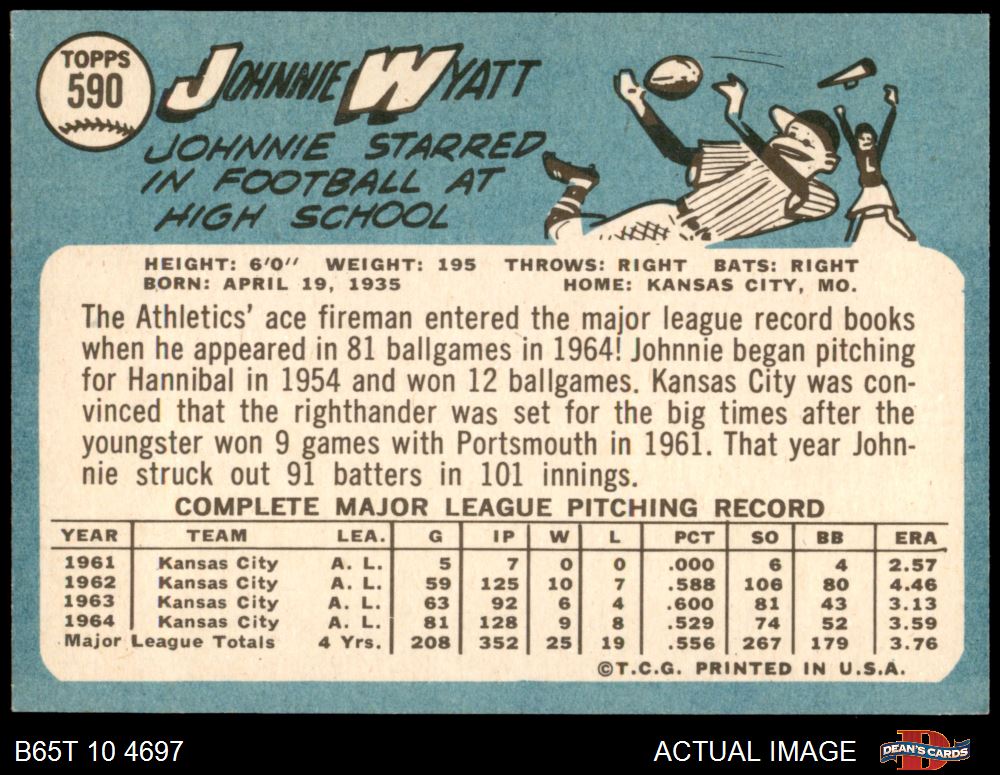 TOPPS
590
JOHNNIE WYATT
JOHNNIE STARRED
IN FOOTBALL AT
HIGH SCHOOL
L
HEIGHT: 6'0" WEIGHT: 195 THROWS: RIGHT BATS: RIGHT
BORN: APRIL 19, 1935 HOME: KANSAS CITY, MO.
The Athletics' ace fireman entered the major league record books
when he appeared in 81 ballgames in 1964! Johnnie began pitching
for Hannibal in 1954 and won 12 ballgames. Kansas City was con-
vinced that the righthander was set for the big times after the
youngster won 9 games with Portsmouth in 1961. That year John-
nie struck out 91 batters in 101 innings.
COMPLETE MAJOR LEAGUE PITCHING RECORD
YEAR TEAM LEA. G IP W L PCT SO BB ERA
1961 Kansas City A. L. 5 7 0 0 .000 6 4 2.57
1962 Kansas City A. L. 59 125 10 7 .588 106 80 4.46
1963 Kansas City A. L. 63 92 6 4 .600 81 43 3.13
1964 Kansas City A. L. 81 128 9 8 .529 74 52 3.59
Major League Totals 4 Yrs. 208 352 25 19 .556 267 179 3.76
©T.C.G. PRINTED IN U.S.A.
B65T 10 4697 ACTUAL IMAGE D DEAN'S CARDS